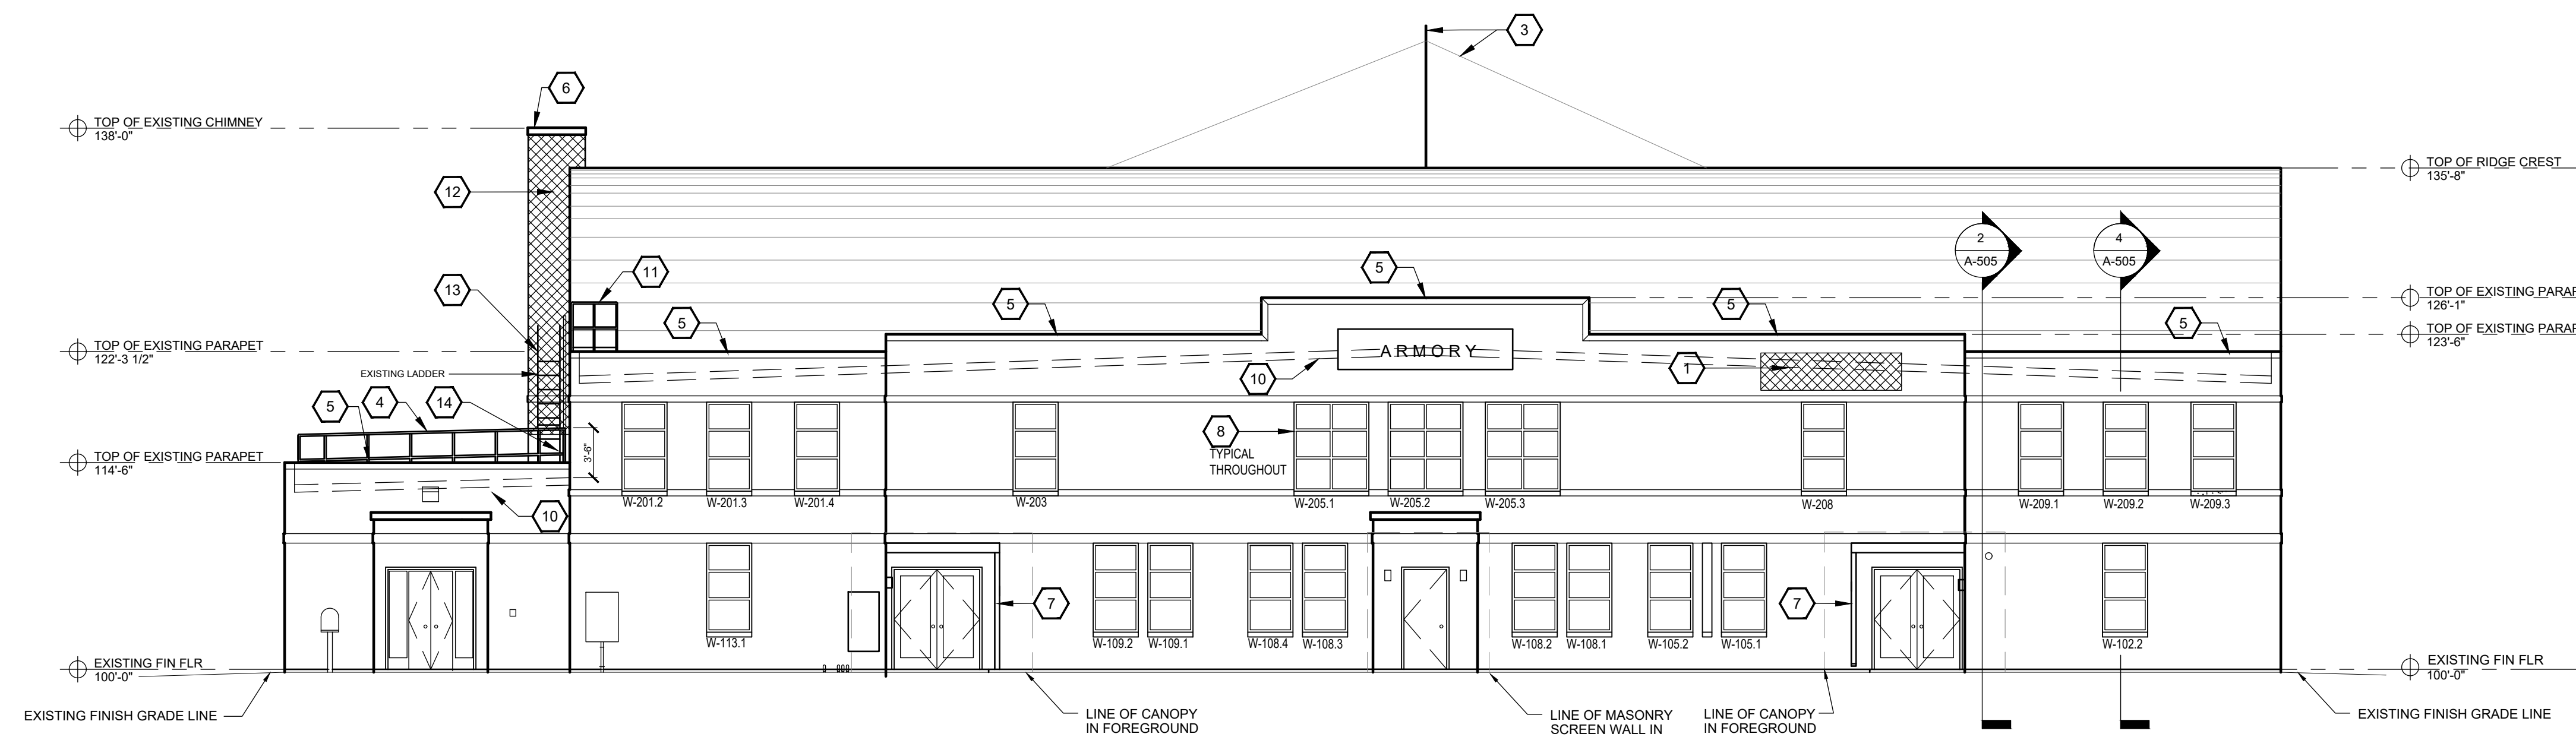 3
6
TOP OF EXISTING CHIMNEY
138'-0"
TOP OF RIDGE CREST
135'-8"
12
2
A-505
4
A-505
11
5
13
5
5
5
5
TOP OF EXISTING
126'-1"
TOP OF EXISTING
123'-6"
TOP OF EXISTING PARAPET
122'-3 1/2"
ARMORY
EXISTING LADDER
10
1
5
4
14
3'-6"
8
TYPICAL
THROUGHOUT
TOP OF EXISTING PARAPET
114'-6"
10
W-201.2
W-201.3
W-201.4
W-203
W-205.1
W-205.2
W-205.3
W-208
W-209.1
W-209.2
W-209.3
7
7
W-113.1
W-109.2
W-109.1
W-108.4
W-108.3
W-108.2
W-108.1
W-105.2
W-105.1
W-102.2
EXISTING FIN FLR
100'-0"
EXISTING FIN FLR
100'-0"
EXISTING FINISH GRADE LINE
LINE OF CANOPY
IN FOREGROUND
LINE OF MASONRY
SCREEN WALL IN
LINE OF CANOPY
IN FOREGROUND
EXISTING FINISH GRADE LINE